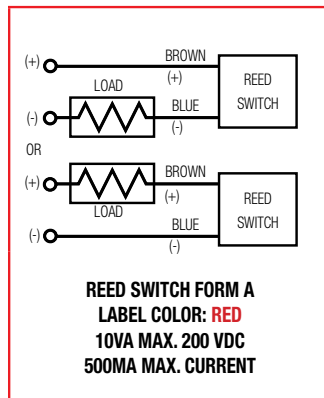 BROWN
(+)
(+)
LOAD
REED
SWITCH
BLUE
(-)
(-)
OR
BROWN
(+)
(+)
LOAD
REED
SWITCH
BLUE
(-)
(-)
REED SWITCH FORM A
LABEL COLOR: RED
10VA MAX. 200 VDC
500MA MAX. CURRENT